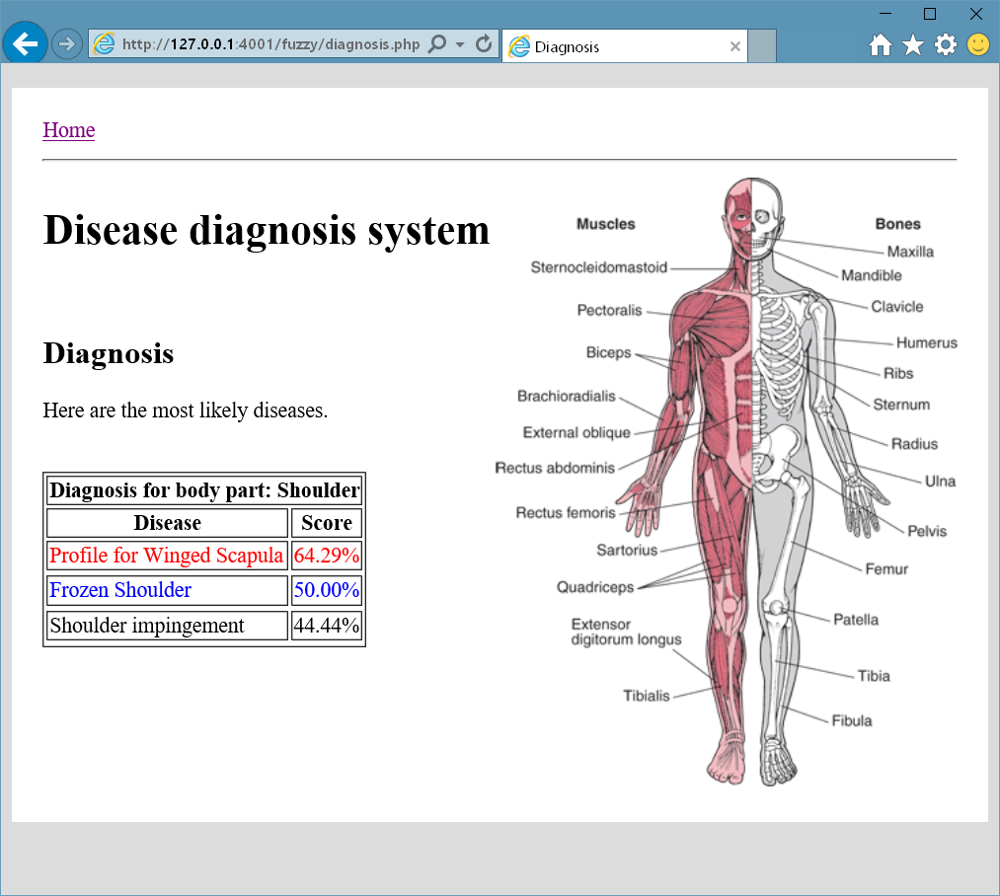 http://127.0.0.1:4001/fuzzy/diagnosis.php
Diagnosis
Home
Disease diagnosis system
Diagnosis
Here are the most likely diseases.
Diagnosis for body part: Shoulder
Disease Score
Profile for Winged Scapula 64.29%
Frozen Shoulder 50.00%
Shoulder impingement 44.44%
Muscles
Sternocleidomastoid
Pectoralis
Biceps
Brachioradialis
External oblique
Rectus abdominis
Rectus femoris
Sartorius
Quadriceps
Extensor
digitorum longus
Tibialis
Bones
Maxilla
Mandible
Clavicle
Humerus
Ribs
Sternum
Radius
Ulna
Pelvis
Femur
Patella
Tibia
Fibula